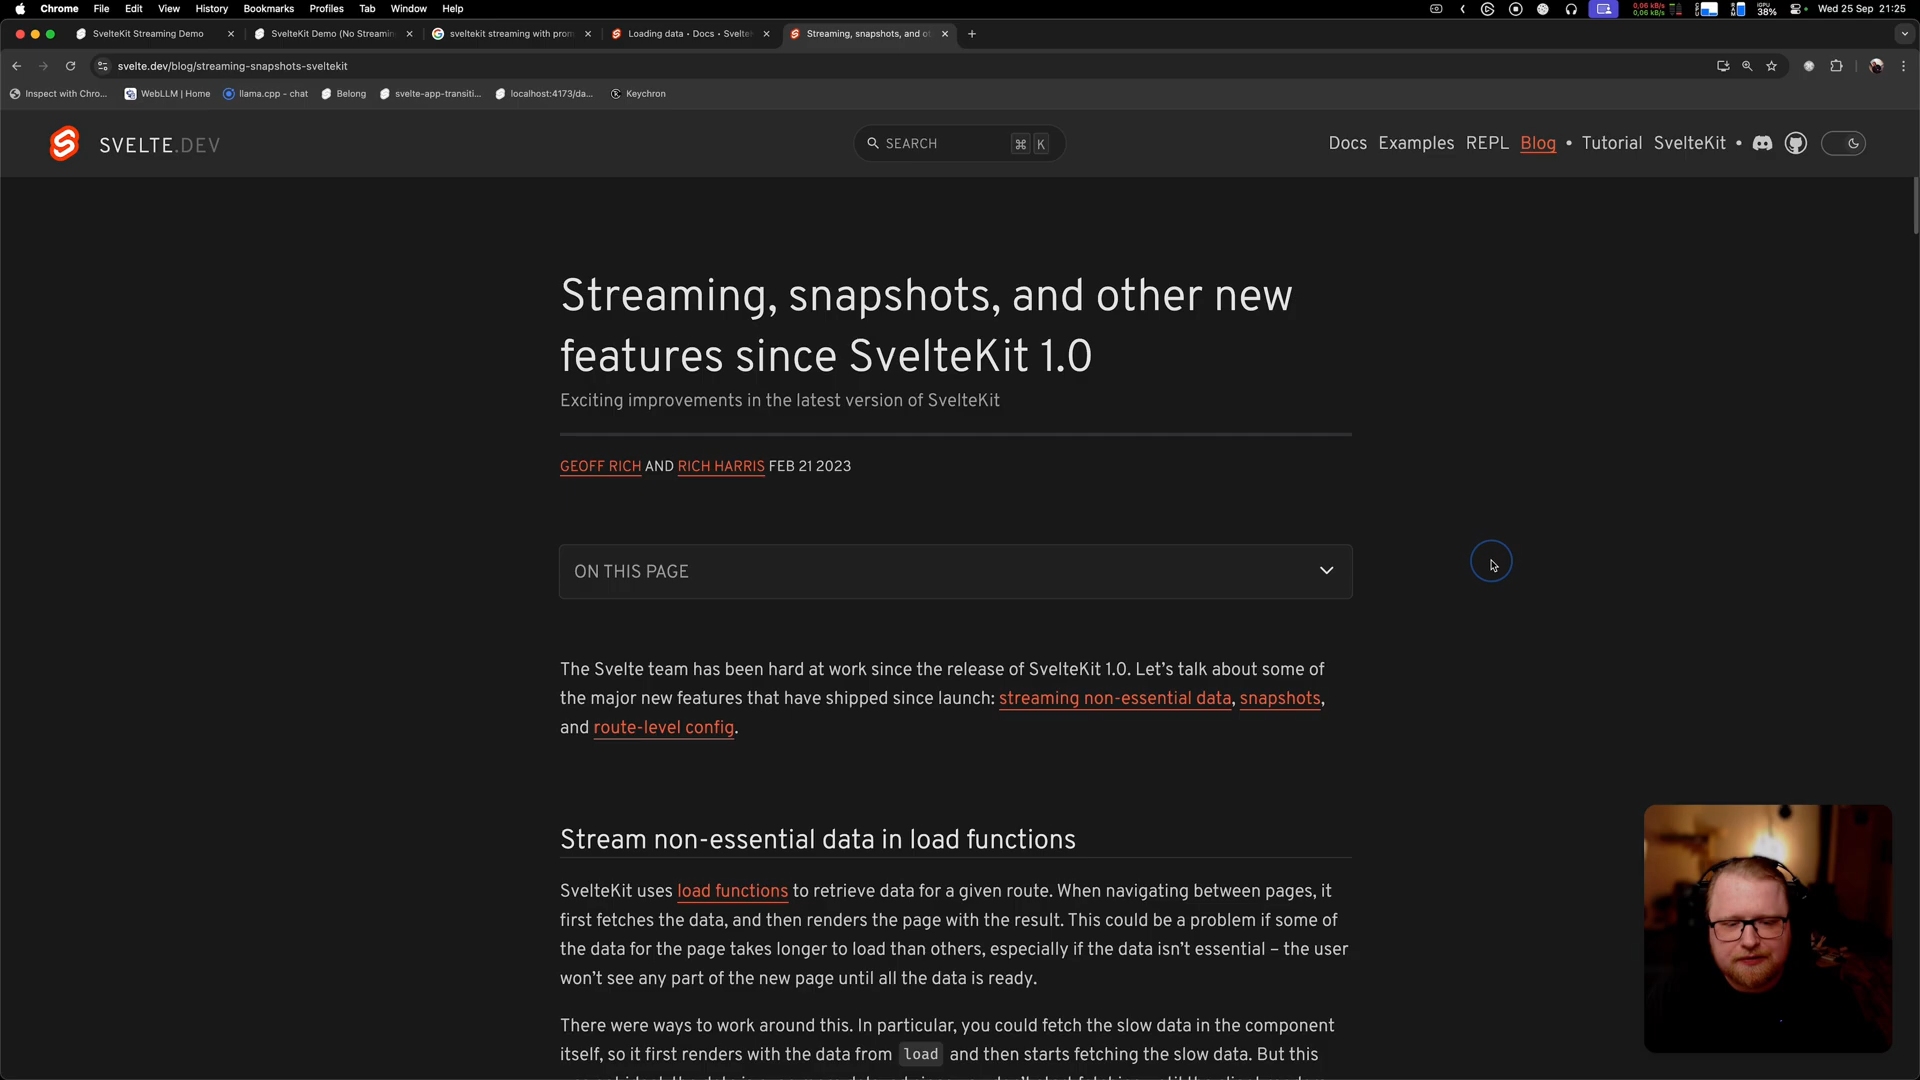 Chrome File Edit View History Bookmarks Profiles Tab Window Help
38% Wed 25 Sep 21:25
SvelteKit Streaming Demo
SvelteKit Demo (No Streamin
sveltekit streaming with prom
Loading data • Docs • Svelte
Streaming, snapshots, and ot
svelte.dev/blog/streaming-snapshots-sveltekit
Inspect with Chro...
WebLLM | Home
llama.cpp - chat
Belong
svelte-app-transiti...
localhost:4173/da...
Keychron
SVELTE.DEV
SEARCH ⌘ K
Docs Examples REPL Blog • Tutorial SvelteKit •
Streaming, snapshots, and other new
features since SvelteKit 1.0
Exciting improvements in the latest version of SvelteKit
GEOFF RICH AND RICH HARRIS FEB 21 2023
ON THIS PAGE
The Svelte team has been hard at work since the release of SvelteKit 1.0. Let’s talk about some of
the major new features that have shipped since launch: streaming non-essential data, snapshots,
and route-level config.
Stream non-essential data in load functions
SvelteKit uses load functions to retrieve data for a given route. When navigating between pages, it
first fetches the data, and then renders the page with the result. This could be a problem if some of
the data for the page takes longer to load than others, especially if the data isn’t essential – the user
won’t see any part of the new page until all the data is ready.
There were ways to work around this. In particular, you could fetch the slow data in the component
itself, so it first renders with the data from load and then starts fetching the slow data. But this